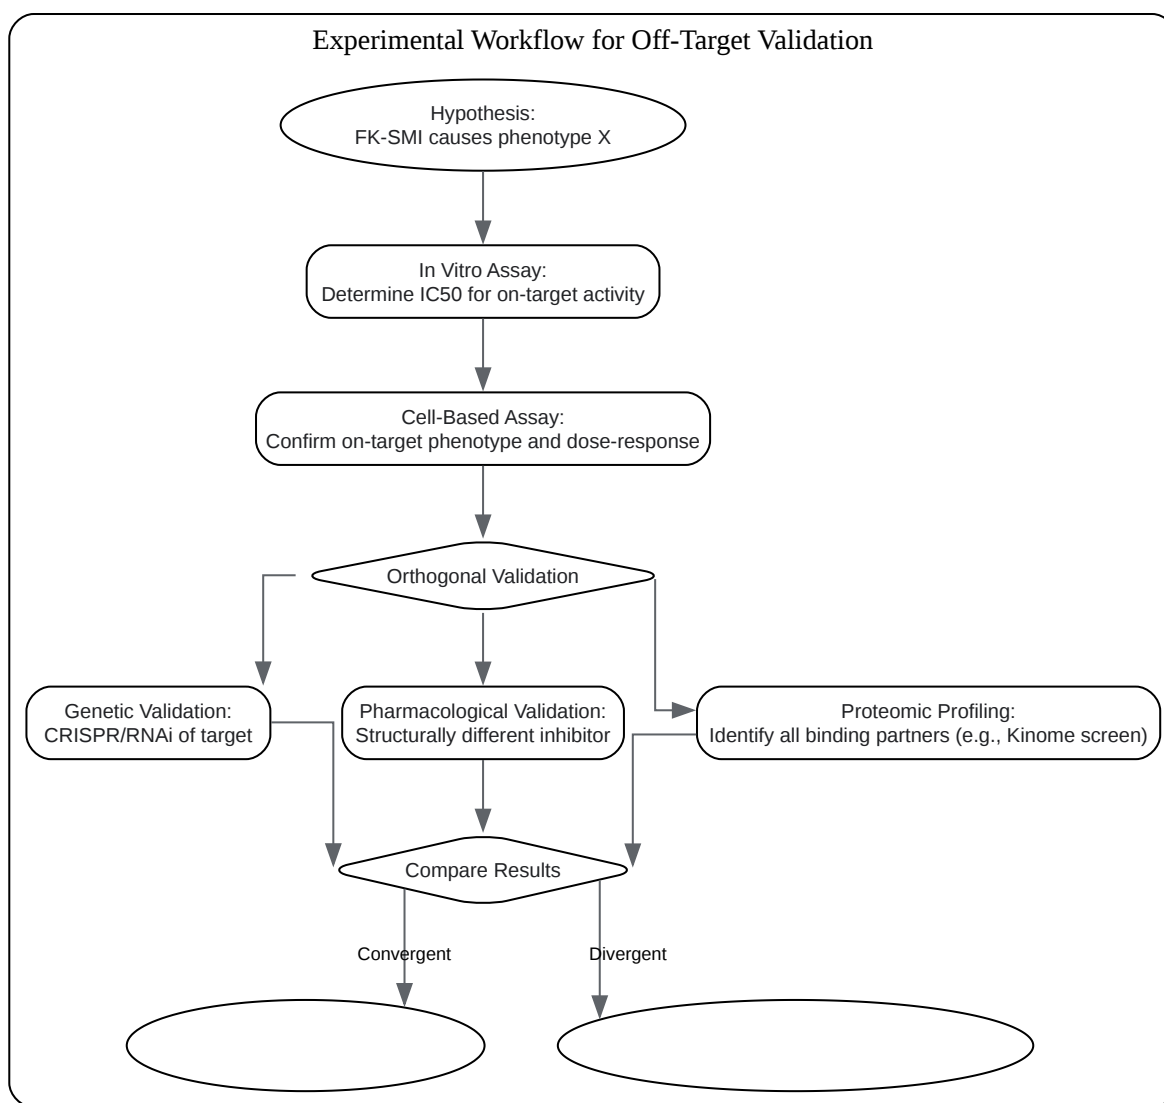 Experimental Workflow for Off-Target Validation
Hypothesis:
FK-SMI causes phenotype X
In Vitro Assay:
Determine IC50 for on-target activity
Cell-Based Assay:
Confirm on-target phenotype and dose-response
Orthogonal Validation
Genetic Validation:
CRISPR/RNAi of target
Pharmacological Validation:
Structurally different inhibitor
Proteomic Profiling:
Identify all binding partners (e.g., Kinome screen)
Compare Results
Convergent
Divergent